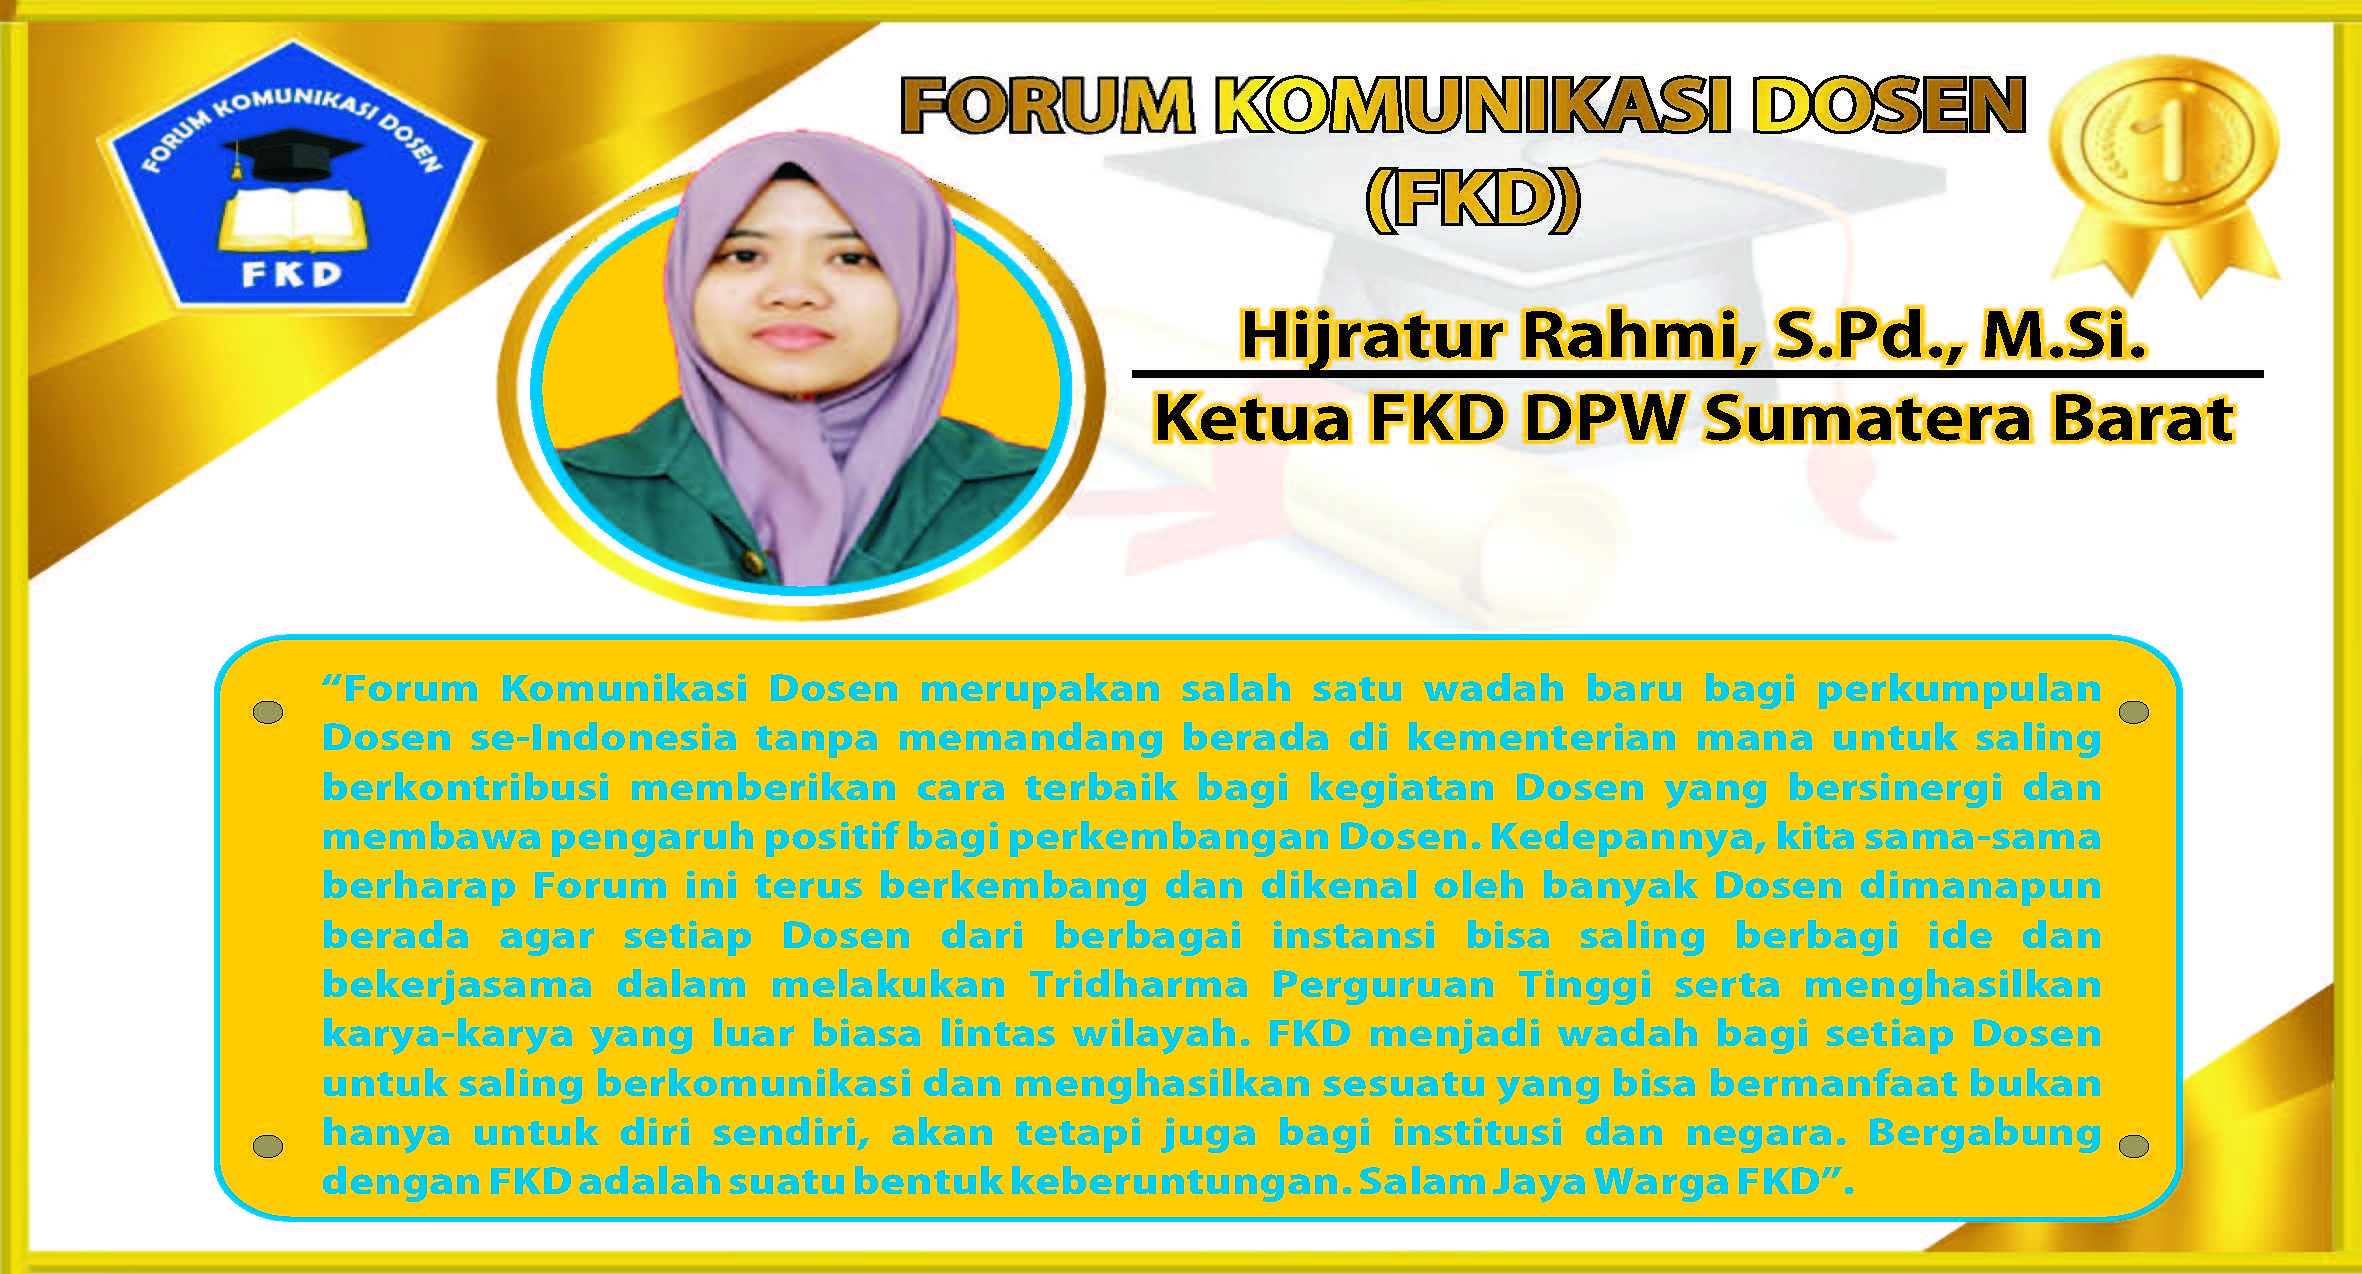 FORUM KOMUNIKASI DOSEN
FKD
FORUM KOMUNIKASI DOSEN
(FKD)
1
Hijratur Rahmi, S.Pd., M.Si.
Ketua FKD DPW Sumatera Barat
“Forum Komunikasi Dosen merupakan salah satu wadah baru bagi perkumpulan
Dosen se-Indonesia tanpa memandang berada di kementerian mana untuk saling
berkontribusi memberikan cara terbaik bagi kegiatan Dosen yang bersinergi dan
membawa pengaruh positif bagi perkembangan Dosen. Kedepannya, kita sama-sama
berharap Forum ini terus berkembang dan dikenal oleh banyak Dosen dimanapun
berada agar setiap Dosen dari berbagai instansi bisa saling berbagi ide dan
bekerjasama dalam melakukan Tridharma Perguruan Tinggi serta menghasilkan
karya-karya yang luar biasa lintas wilayah. FKD menjadi wadah bagi setiap Dosen
untuk saling berkomunikasi dan menghasilkan sesuatu yang bisa bermanfaat bukan
hanya untuk diri sendiri, akan tetapi juga bagi institusi dan negara. Bergabung
dengan FKD adalah suatu bentuk keberuntungan. Salam Jaya Warga FKD”.